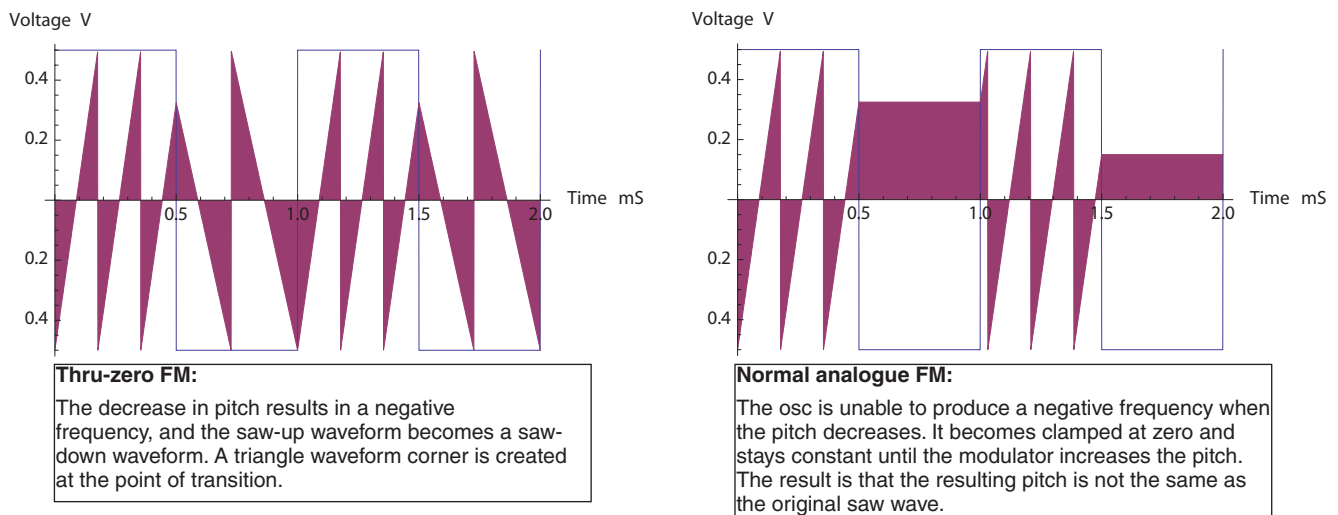 Voltage V
0.4
0.2
0.5
1.0
1.5
2.0
Time mS
0.2
0.4
Thru-zero FM:
The decrease in pitch results in a negative
frequency, and the saw-up waveform becomes a saw-
down waveform. A triangle waveform corner is created
at the point of transition.
Voltage V
0.4
0.2
0.5
1.0
1.5
2.0
Time mS
0.2
0.4
Normal analogue FM:
The osc is unable to produce a negative frequency when
the pitch decreases. It becomes clamped at zero and
stays constant until the modulator increases the pitch.
The result is that the resulting pitch is not the same as
the original saw wave.